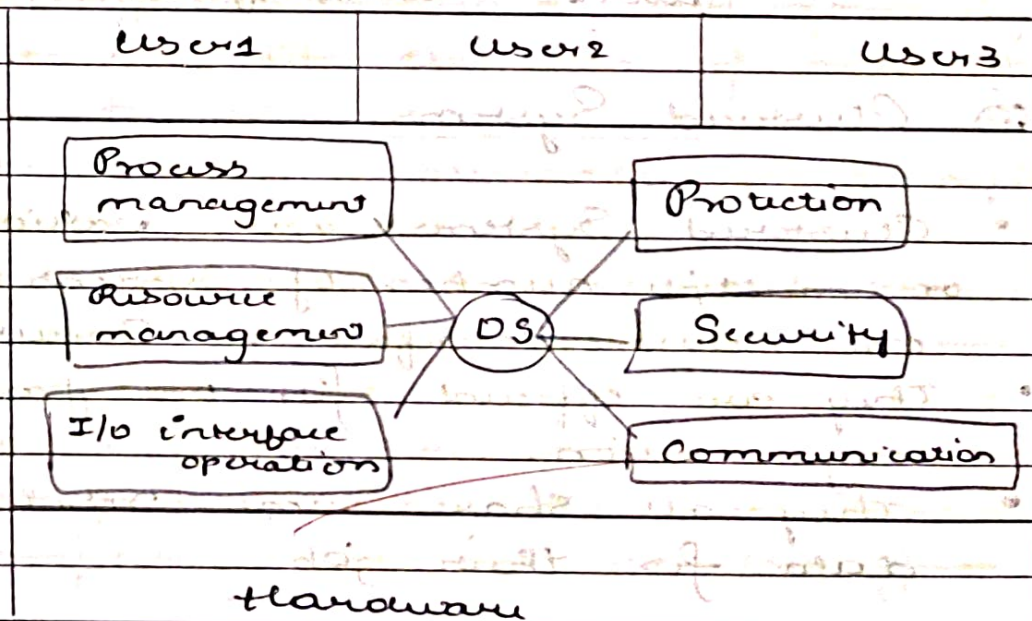 User1 User2 User3
Process
management
Protection
Resource
management
OS
Security
I/o interface
operation
Communication
Hardware